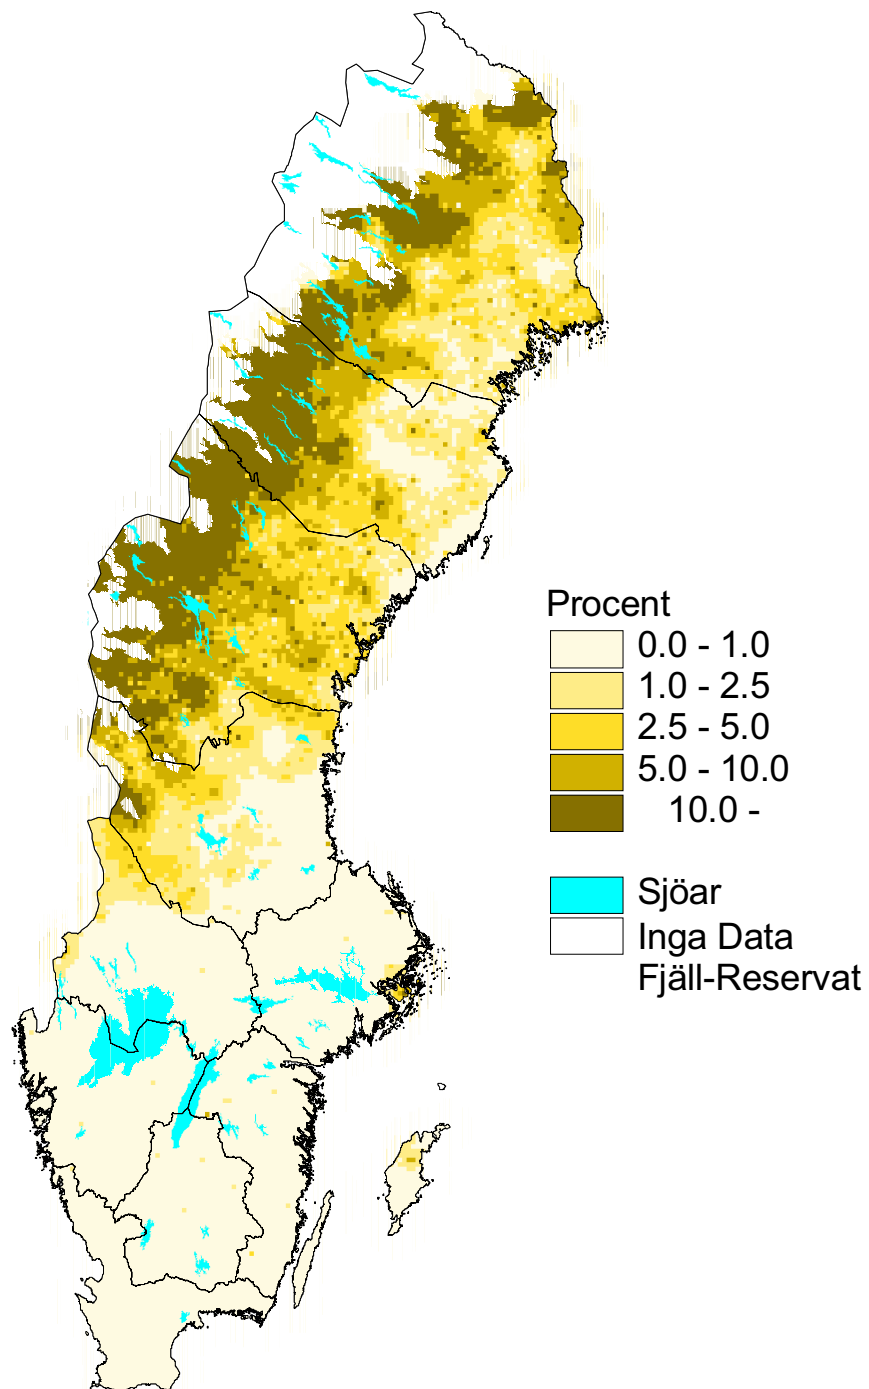 Procent
0.0 - 1.0
1.0 - 2.5
2.5 - 5.0
5.0 - 10.0
10.0 -
Sjöar
Inga Data
Fjäll-Reservat